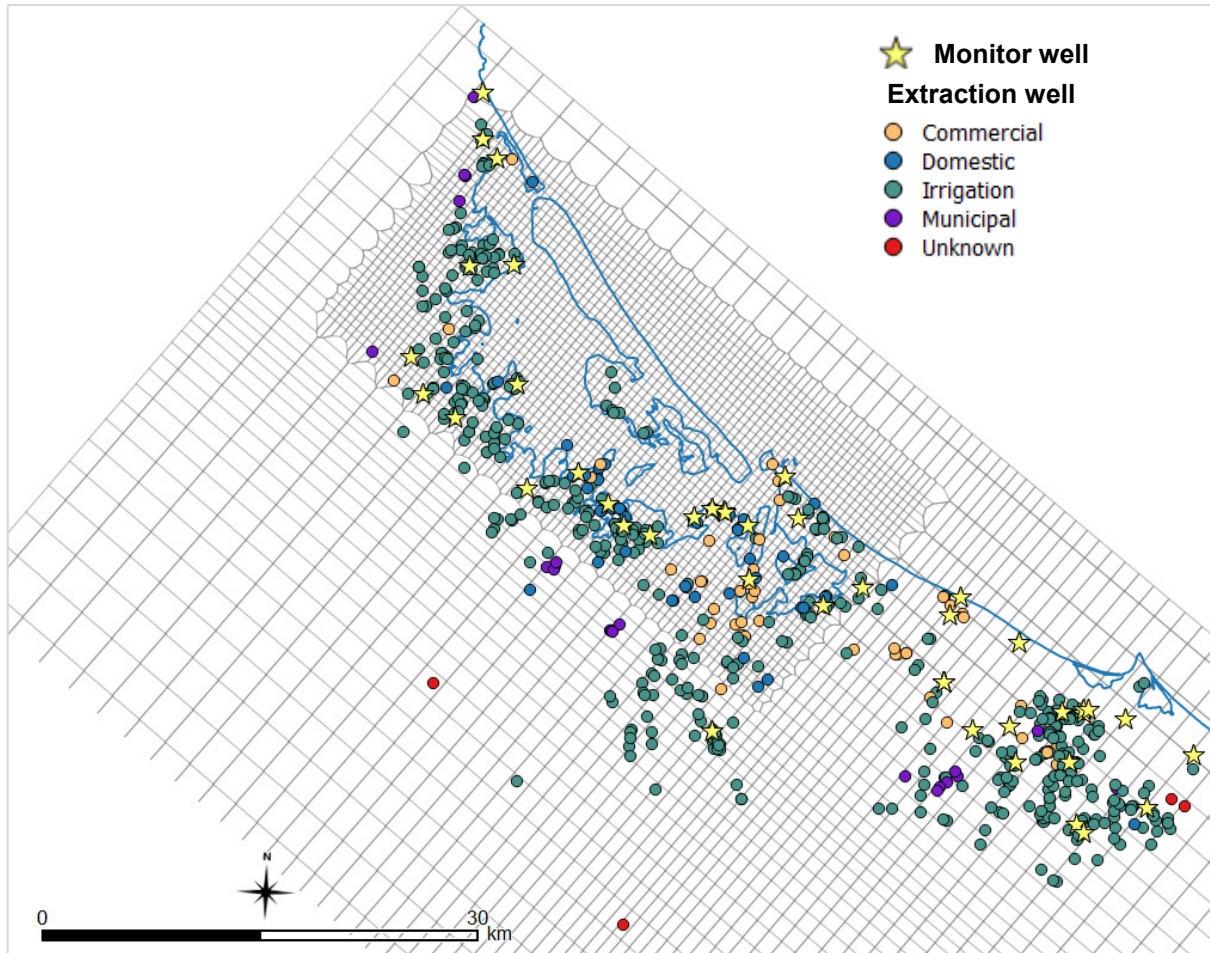 Monitor well
Extraction well
Commercial
Domestic
Irrigation
Municipal
Unknown
N
0 30
km